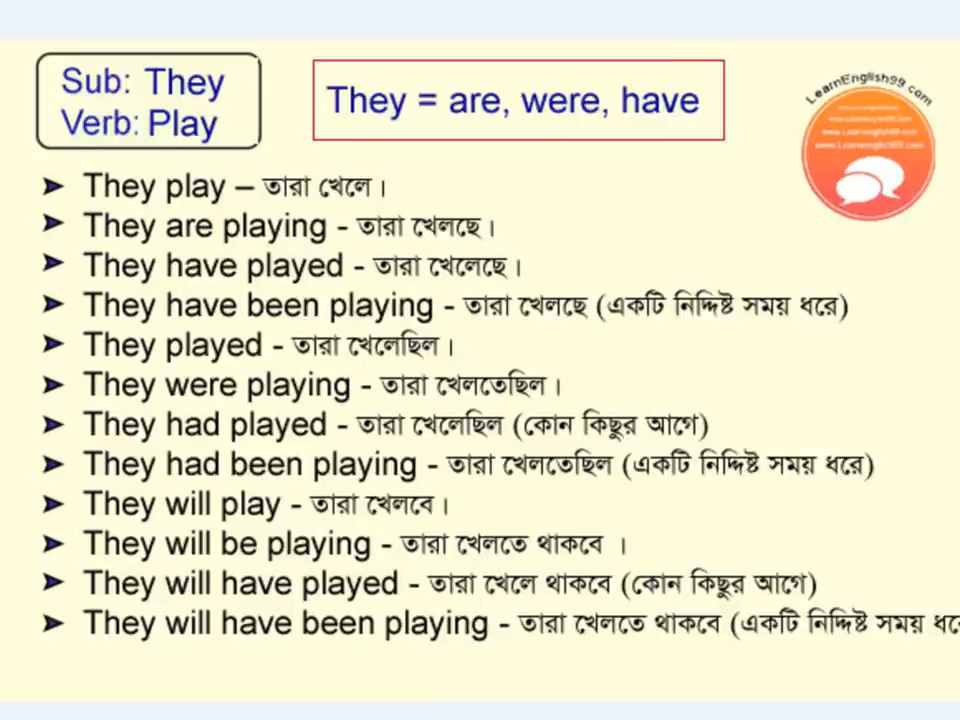 Sub: They
Verb: Play
They = are, were, have
LearnEnglish99.com
They play – তারা খেলে।
They are playing - তারা খেলছে।
They have played - তারা খেলেছে।
They have been playing - তারা খেলছে (একটি নিদ্দিষ্ট সময় ধরে)
They played - তারা খেলেছিল।
They were playing - তারা খেলতেছিল।
They had played - তারা খেলেছিল (কোন কিছুর আগে)
They had been playing - তারা খেলতেছিল (একটি নিদ্দিষ্ট সময় ধরে)
They will play - তারা খেলবে।
They will be playing - তারা খেলতে থাকবে ।
They will have played - তারা খেলে থাকবে (কোন কিছুর আগে)
They will have been playing - তারা খেলতে থাকবে (একটি নিদ্দিষ্ট সময়